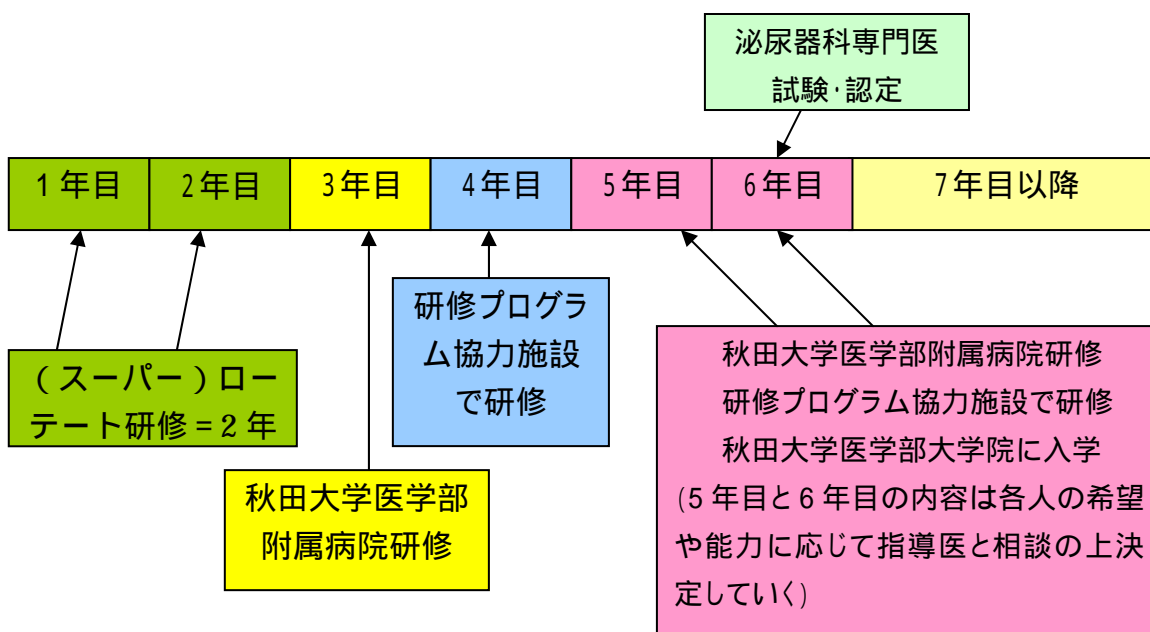 泌尿器科専門医
試験・認定
1年目 2年目 3年目 4年目 5年目 6年目 7年目以降
(スーパー)ロー
テート研修=2年
秋田大学医学部
附属病院研修
研修プログラ
ム協力施設
で研修
秋田大学医学部附属病院研修
研修プログラム協力施設で研修
秋田大学医学部大学院に入学
(5年目と6年目の内容は各人の希望
や能力に応じて指導医と相談の上決
定していく)